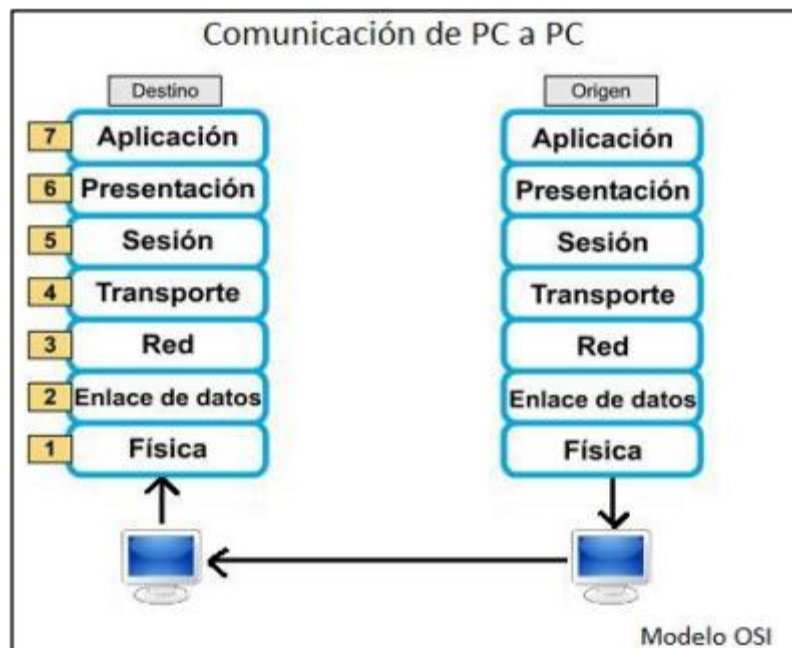 Comunicación de PC a PC
Destino
7 Aplicación
6 Presentación
5 Sesión
4 Transporte
3 Red
2 Enlace de datos
1 Física
Origen
Aplicación
Presentación
Sesión
Transporte
Red
Enlace de datos
Física
Modelo OSI